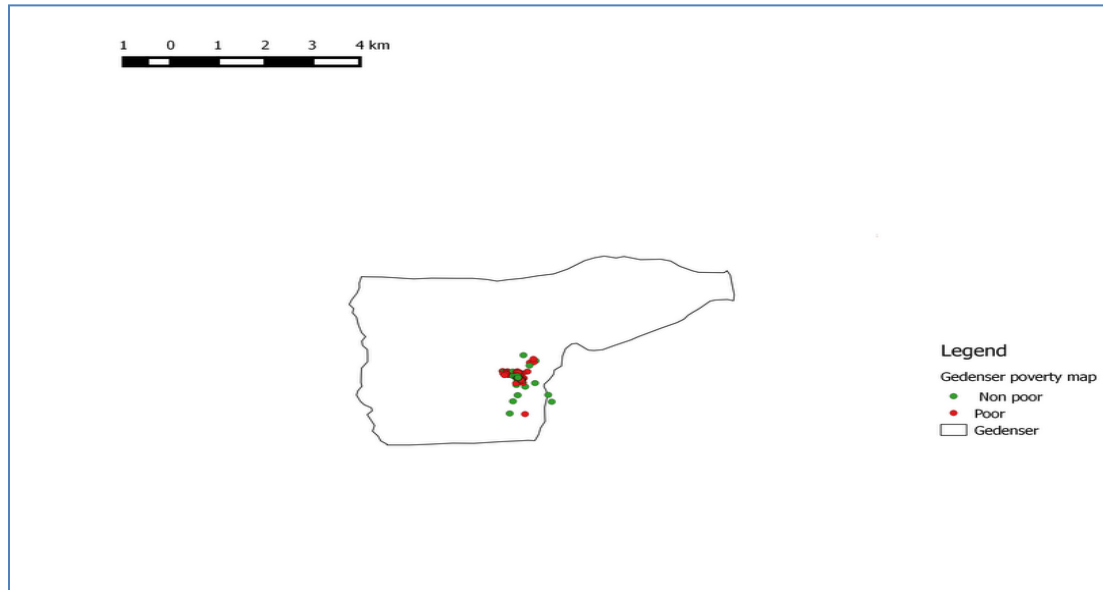 1 0 1 2 3 4 km
Legend
Gedenser poverty map
Non poor
Poor
Gedenser